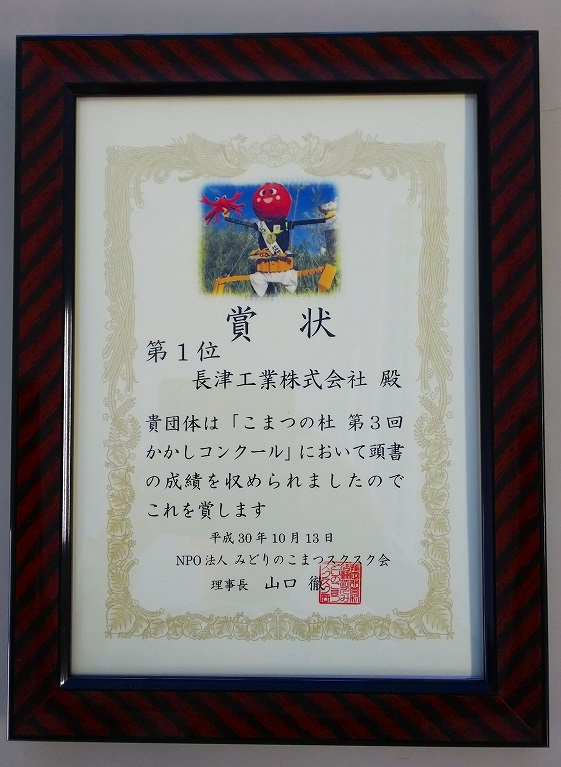 賞 状
第1位
長津工業株式会社 殿
貴団体は「こまつの杜 第3回
かかしコンクール」において頭書
の成績を収められましたので
これを賞します
平成30年10月13日
NPO法人 みどりのこまつスクスク会
理事長 山口 徹